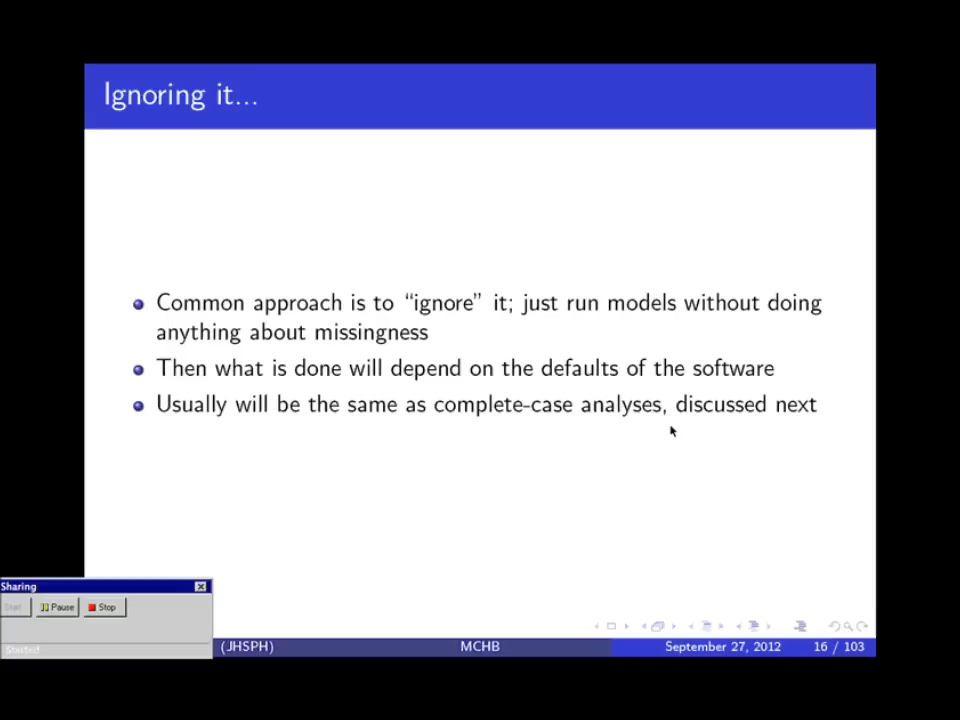 Ignoring it...
Common approach is to “ignore” it; just run models without doing
anything about missingness
Then what is done will depend on the defaults of the software
Usually will be the same as complete-case analyses, discussed next
Sharing
Start Pause Stop
Started
(JHSPH) MCHB September 27, 2012 16 / 103